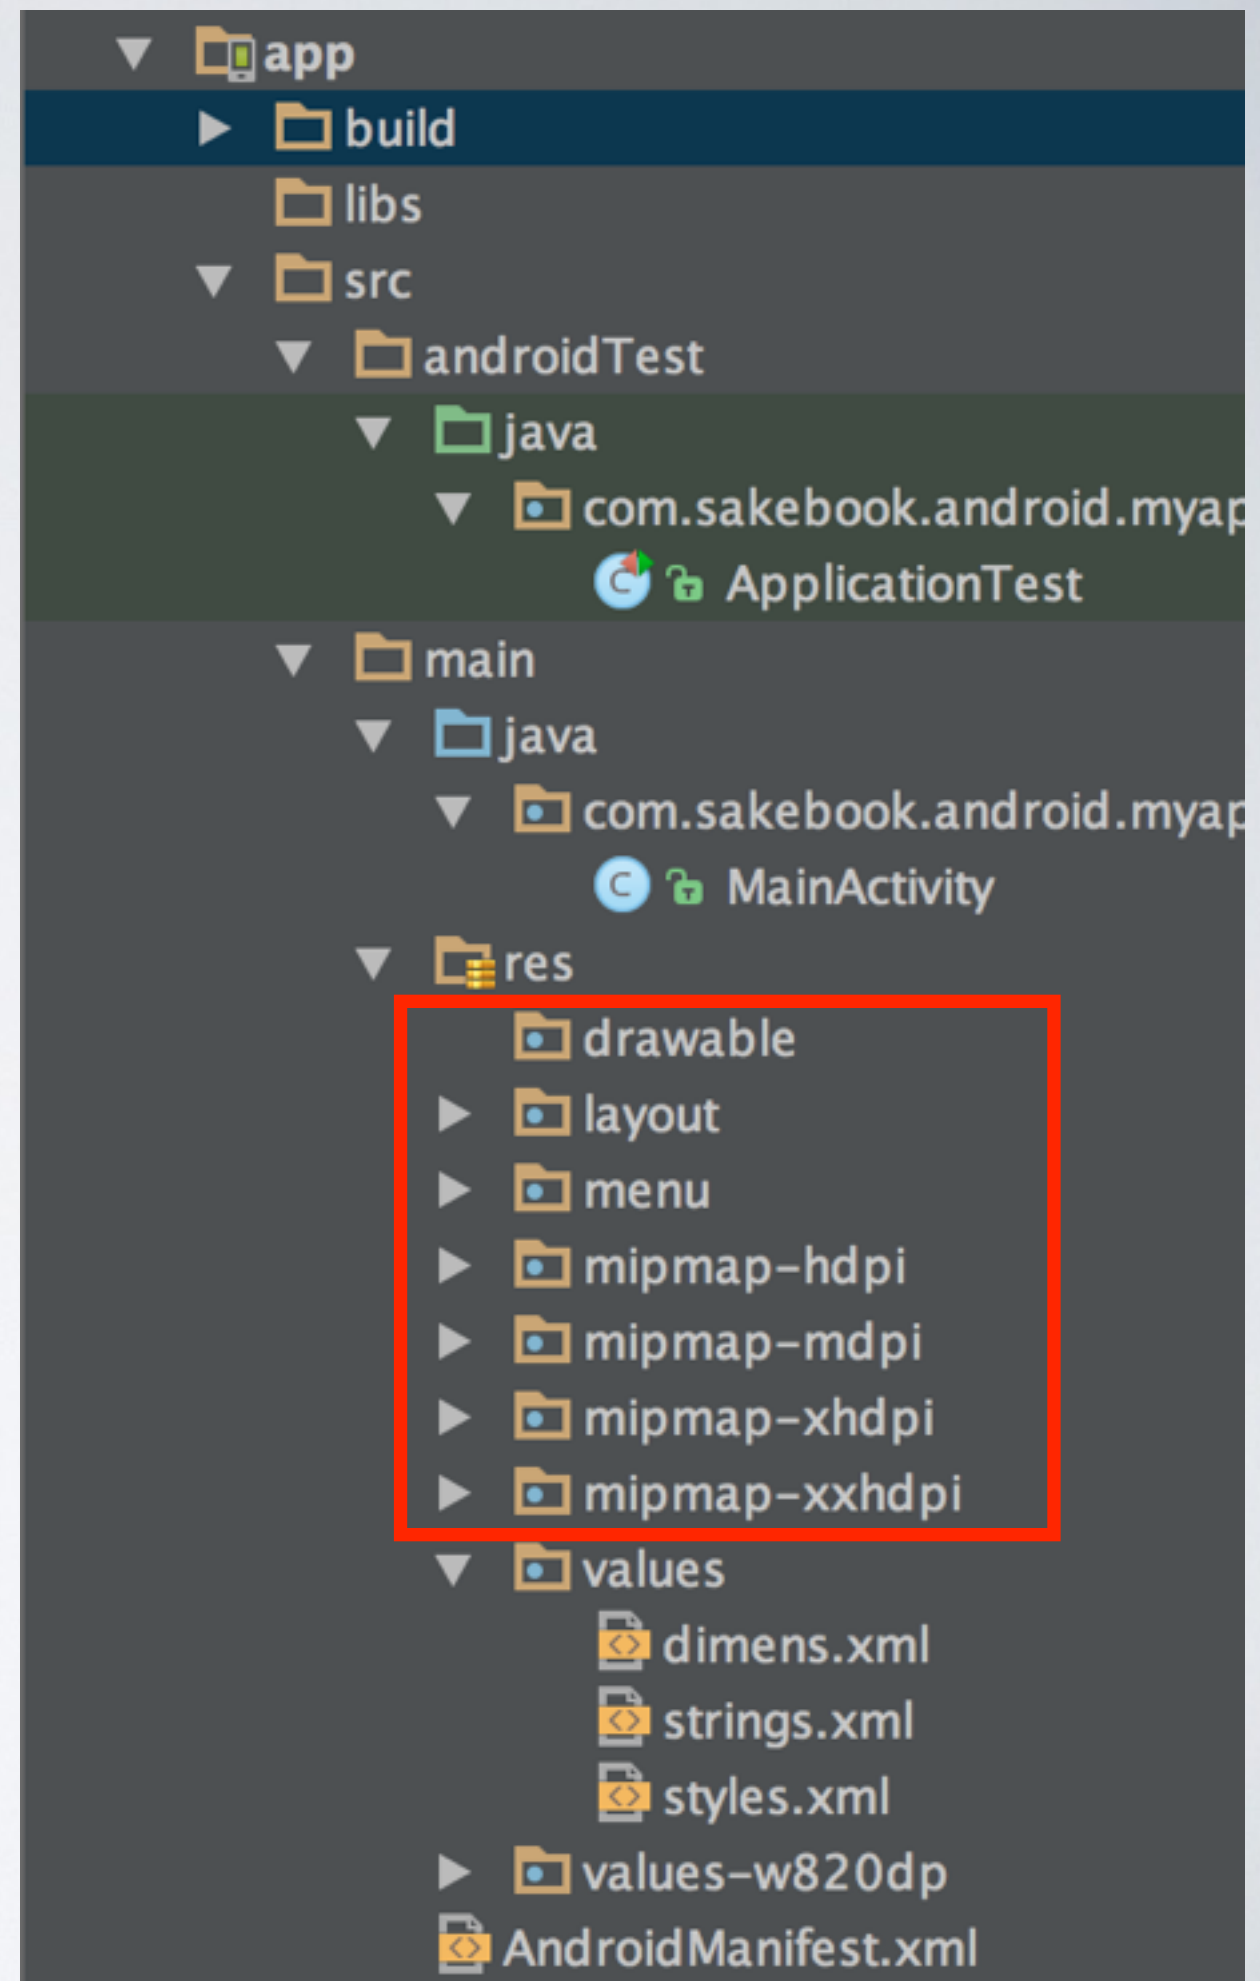 app
build
libs
src
androidTest
java
com.sakebook.android.myap
ApplicationTest
main
java
com.sakebook.android.myap
MainActivity
res
drawable
layout
menu
mipmap-hdpi
mipmap-mdpi
mipmap-xhdpi
mipmap-xxhdpi
values
dimens.xml
strings.xml
styles.xml
values-w820dp
AndroidManifest.xml